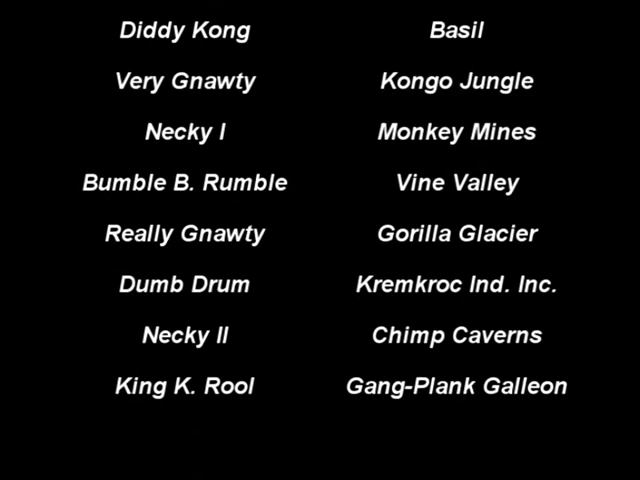 Diddy Kong Basil
Very Gnawty Kongo Jungle
Necky I Monkey Mines
Bumble B. Rumble Vine Valley
Really Gnawty Gorilla Glacier
Dumb Drum Kremkroc Ind. Inc.
Necky II Chimp Caverns
King K. Rool Gang-Plank Galleon